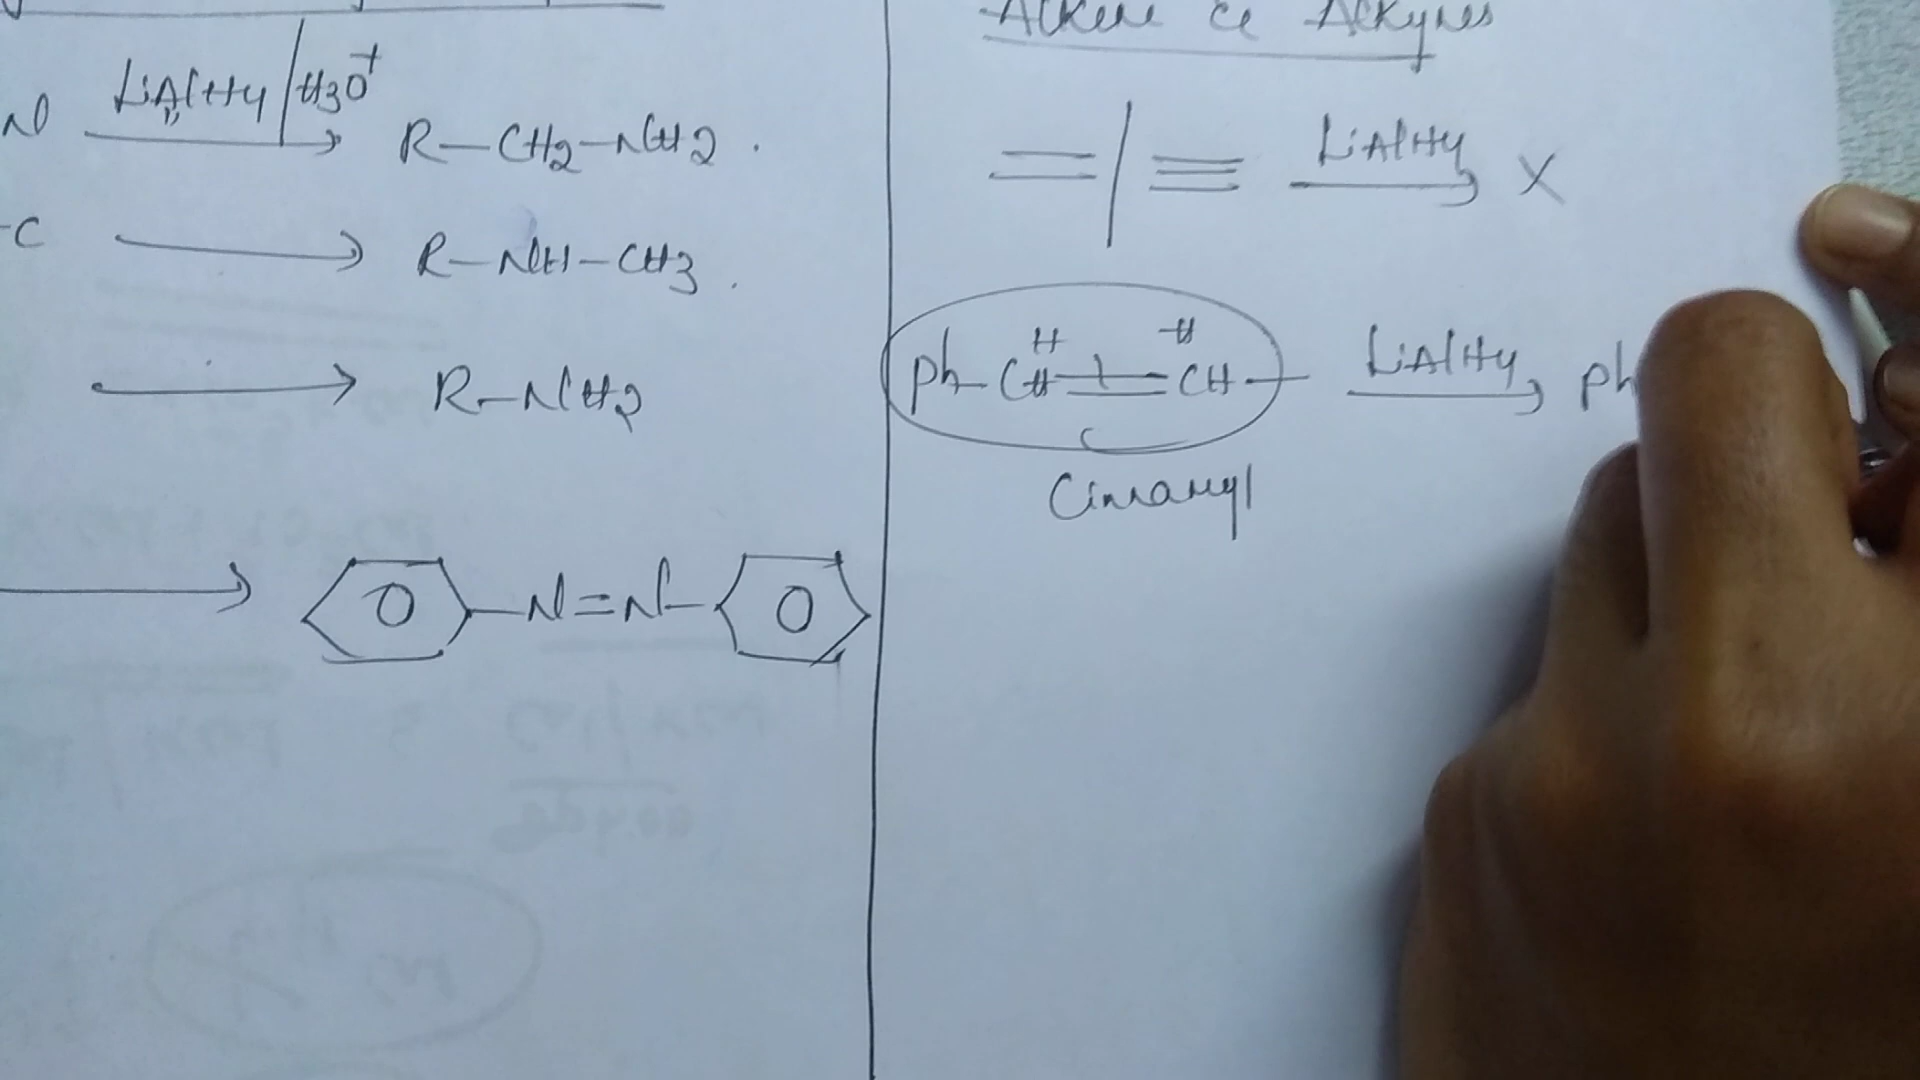 N LiAlH4 / H3O+ → R-CH2-NH2.
-C → R-NH-CH3.
→ R-NH2
→ -N=N-
Alkene & Alkynes
= / ≡ LiAlH4 → X
H H
Ph-CH=CH- LiAlH4 → Ph
Cinnamyl